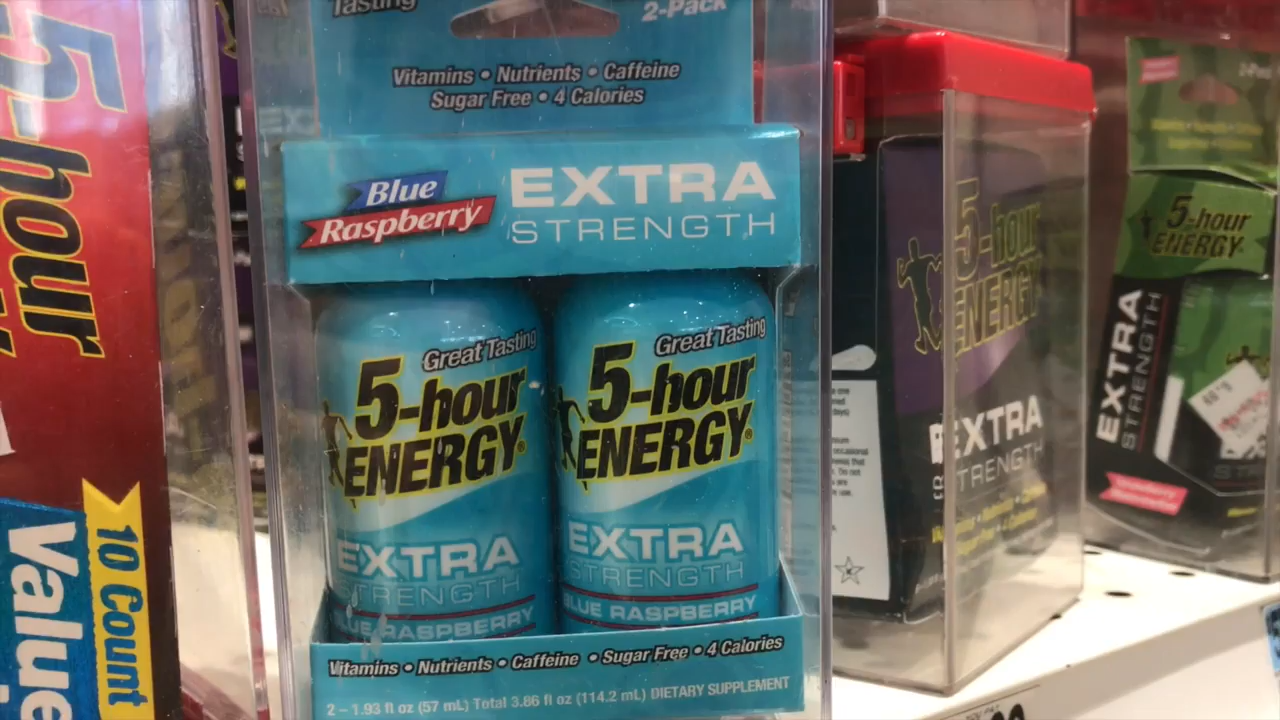 5-hour
10 Count
Value
Tasting
2-Pack
Vitamins • Nutrients • Caffeine
Sugar Free • 4 Calories
Blue
Raspberry
EXTRA
STRENGTH
Great Tasting
5-hour
ENERGY®
EXTRA
STRENGTH
BLUE RASPBERRY
Great Tasting
5-hour
ENERGY®
EXTRA
STRENGTH
BLUE RASPBERRY
Vitamins • Nutrients • Caffeine • Sugar Free • 4 Calories
2 – 1.93 fl oz (57 mL) Total 3.86 fl oz (114.2 mL) DIETARY SUPPLEMENT
5-hour
ENERGY
EXTRA
STRENGTH
5-hour
ENERGY
EXTRA
STRENGTH